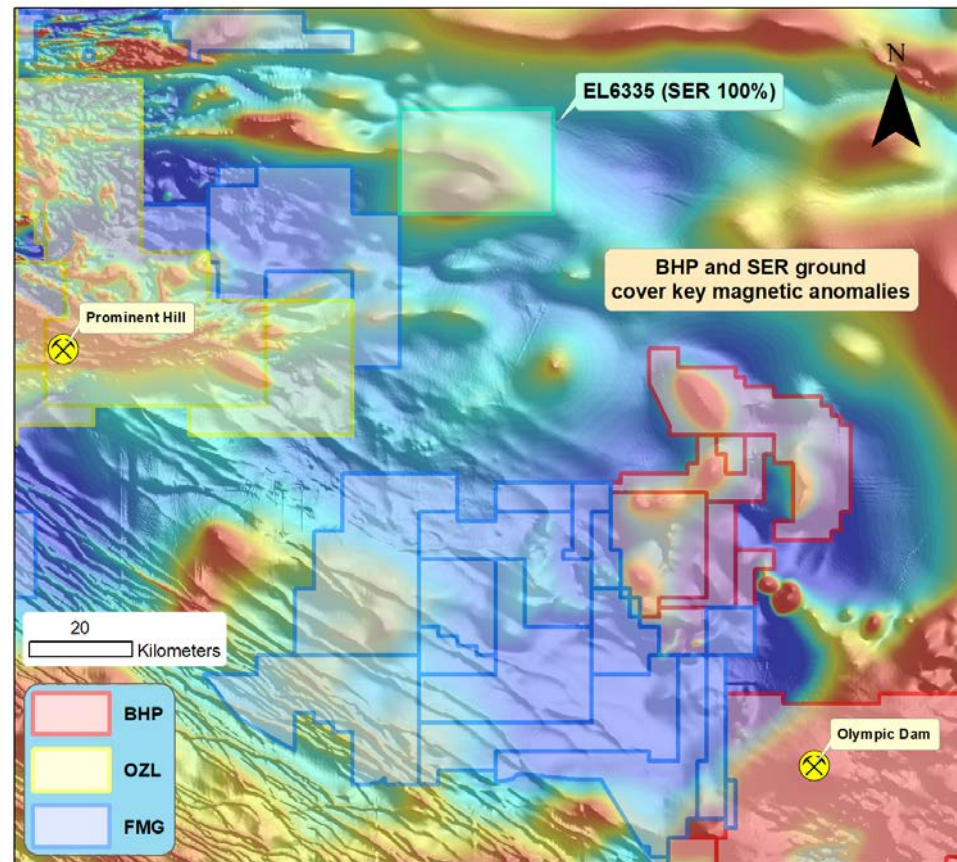 N
EL6335 (SER 100%)
BHP and SER ground
cover key magnetic anomalies
Prominent Hill
20
Kilometers
Olympic Dam
BHP
OZL
FMG